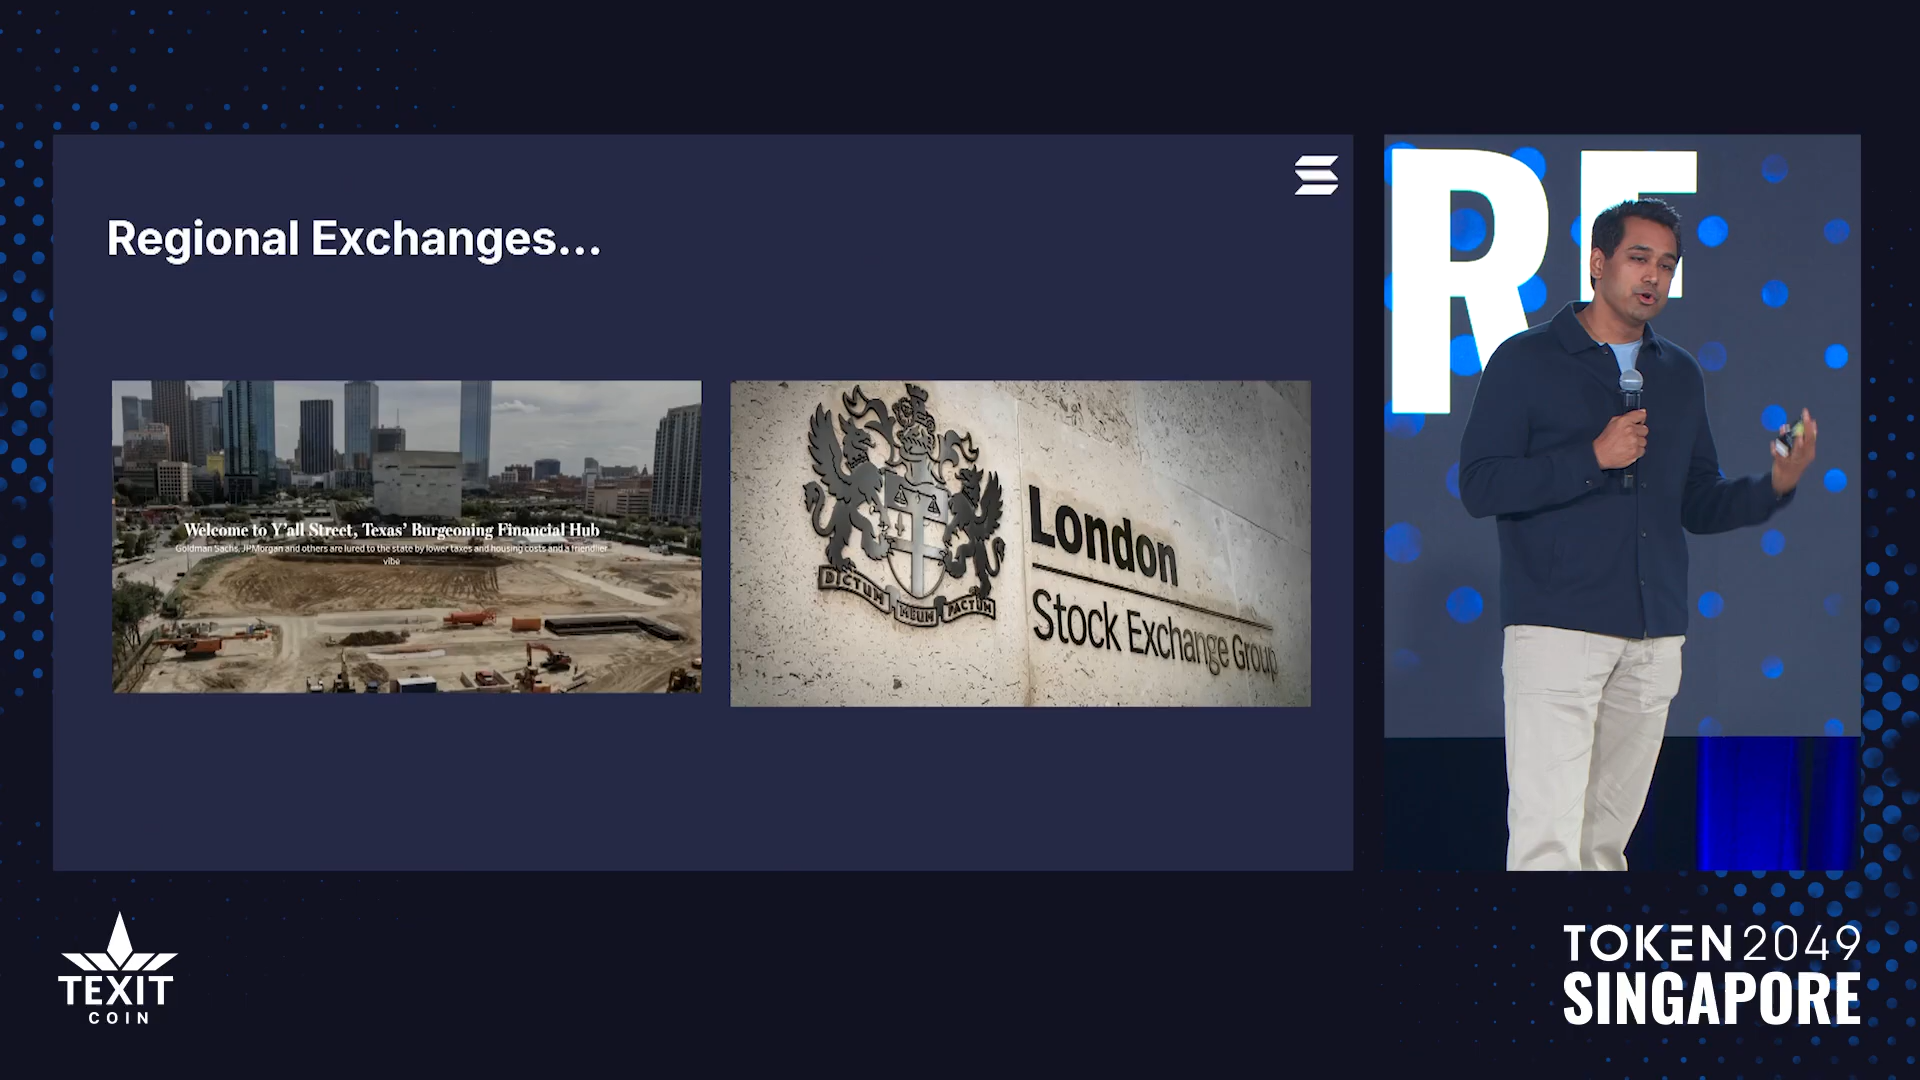 Regional Exchanges...
Welcome to Y'all Street, Texas' Burgeoning Financial Hub
Goldman Sachs, JPMorgan and others are lured to the state by lower taxes and housing costs and a friendlier
vibe
DICTUM MEUM PACTUM
London
Stock Exchange Group
RE
TEXIT
COIN
TOKEN2049
SINGAPORE